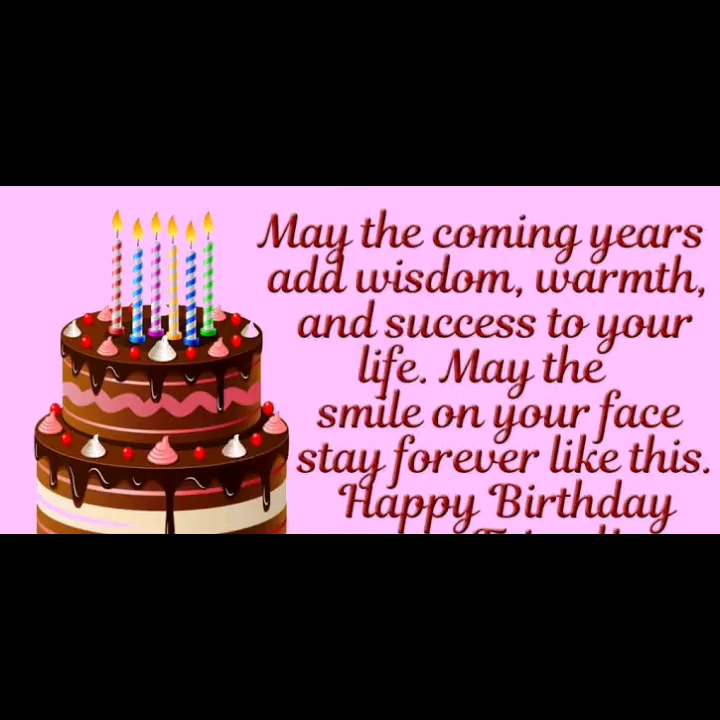 May the coming years
add wisdom, warmth,
and success to your
life. May the
smile on your face
stay forever like this.
Happy Birthday